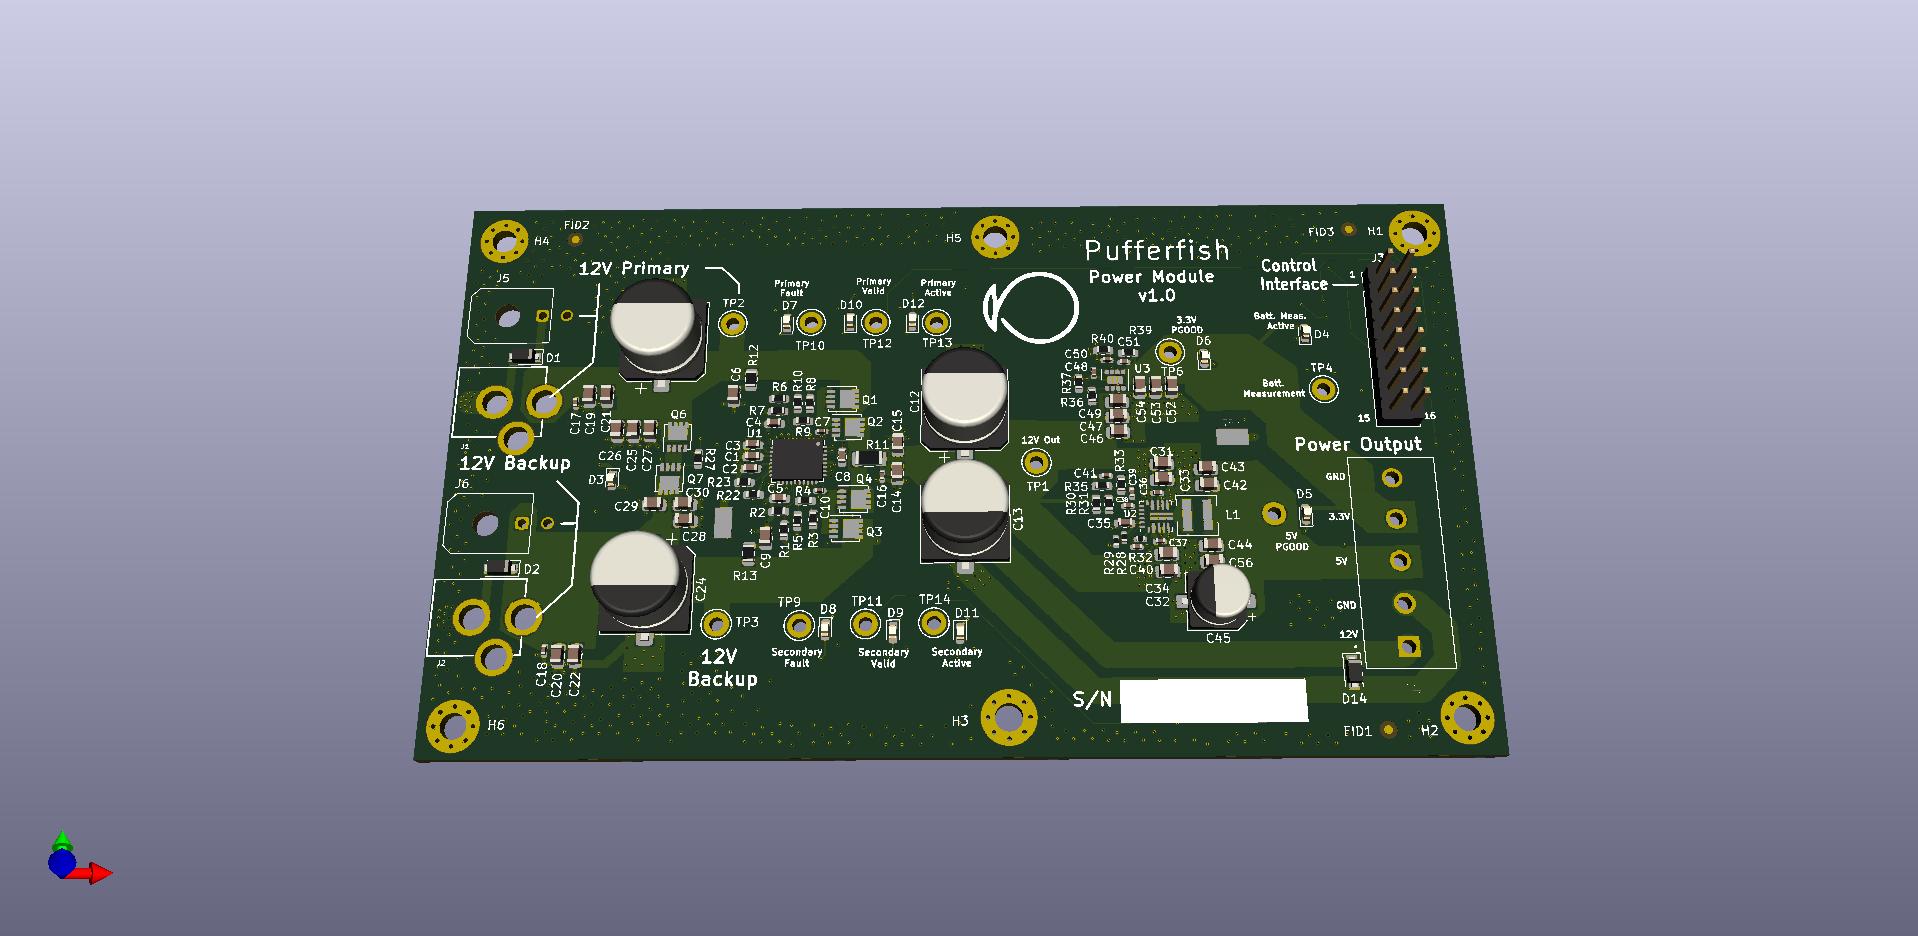 H4
FID2
H5
Pufferfish
Power Module
v1.0
FID3
H1
Control
Interface
J3
1
15
16
J5
12V Primary
TP2
Primary
Fault
D7
TP10
Primary
Valid
D10
TP12
Primary
Active
D12
TP13
Batt. Meas.
Active
D4
TP4
Batt.
Measurement
3.3V
PGOOD
D6
TP6
R39
R40
C51
C50
C48
U3
R37
R36
C49
C47
C46
C54
C53
C52
D1
J1
C17
C19
C21
C26
C25
C27
Q6
R27
Q7
D3
C29
C30
C28
R12
C6
R6
R7
C4
R10
R8
R9
C7
U1
C3
C1
C2
R23
R22
C5
R2
R4
C10
R1
R5
R3
C9
R13
Q1
Q2
C15
R11
C8
Q4
C16
C14
Q3
C12
C13
12V Out
TP1
12V Backup
J6
D2
J2
C18
C20
C22
C24
TP3
12V
Backup
TP9
D8
Secondary
Fault
TP11
D9
Secondary
Valid
TP14
D11
Secondary
Active
C31
R33
C39
C36
C33
C43
C42
C41
R35
R30
R31
C35
U2
L1
R29
R28
R32
C37
C40
C44
C56
C34
C32
C45
D5
5V
PGOOD
Power Output
GND
3.3V
5V
GND
12V
D14
S/N
H6
H3
FID1
H2